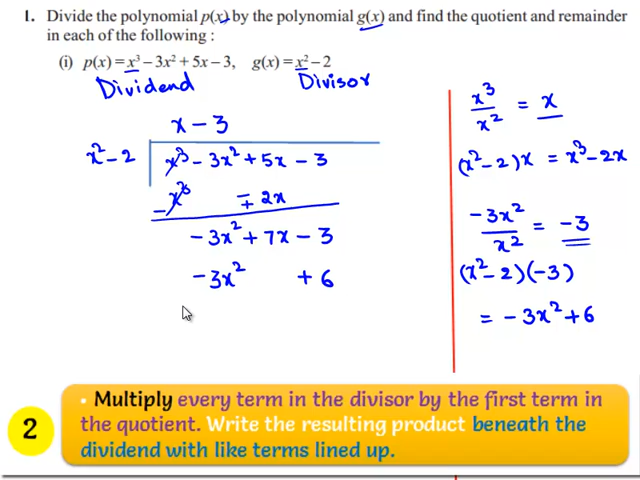 1. Divide the polynomial p(x) by the polynomial g(x) and find the quotient and remainder
in each of the following :
(i) p(x) = x³ – 3x² + 5x – 3, g(x) = x² – 2
Dividend Divisor
x - 3
x² - 2 x³ - 3x² + 5x - 3
- x³ ∓ 2x
- 3x² + 7x - 3
- 3x² + 6
x³/x² = x
(x² - 2) x = x³ - 2x
-3x²/x² = -3
(x² - 2)(-3)
= - 3x² + 6
2
• Multiply every term in the divisor by the first term in
the quotient. Write the resulting product beneath the
dividend with like terms lined up.